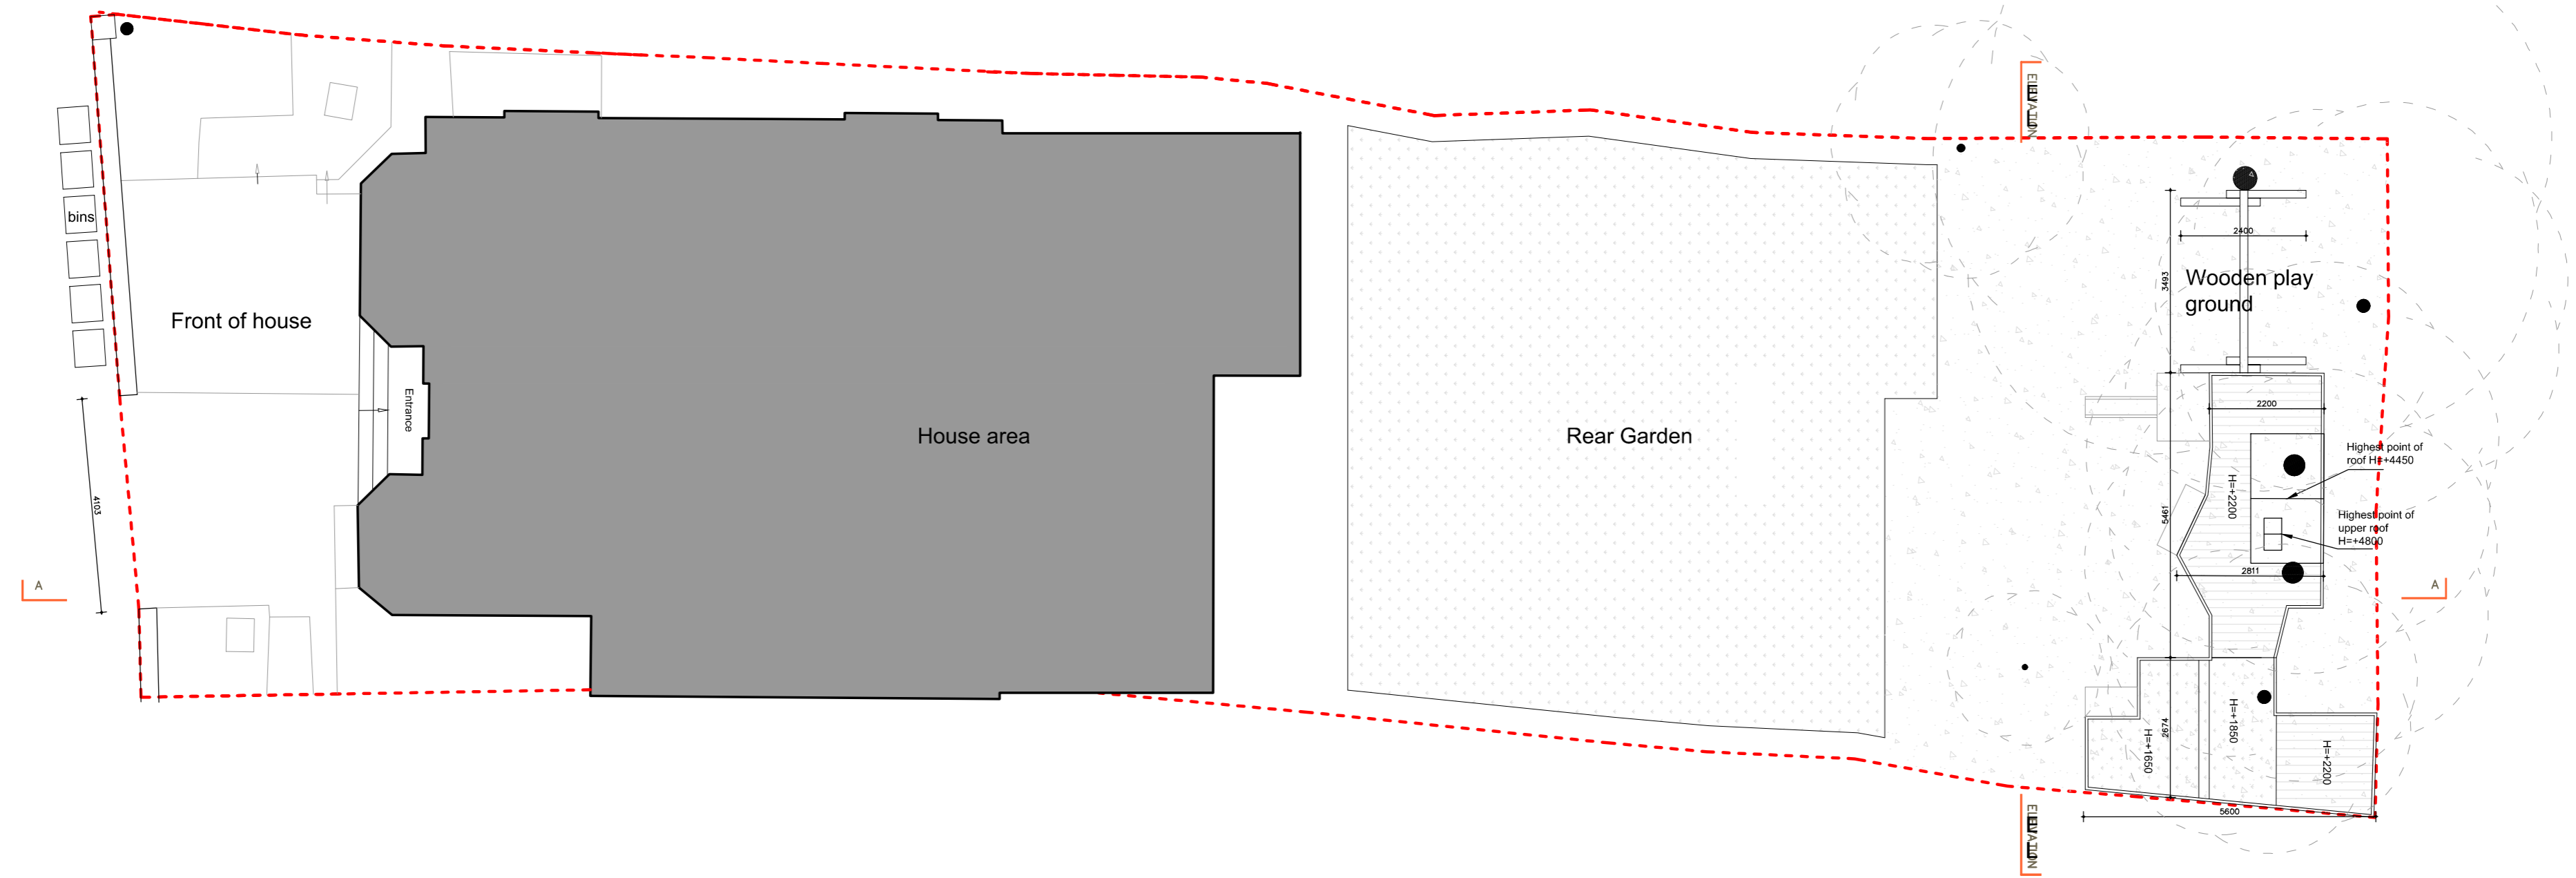 bins
Front of house
Entrance
4103
A
House area
Rear Garden
ELEVATION
2400
3493
Wooden play
ground
2200
Highest point of
roof H=+4450
H=+2200
5461
Highest point of
upper roof
H=+4800
2811
A
H=+1650
2674
H=+1850
H=+2200
5600
ELEVATION